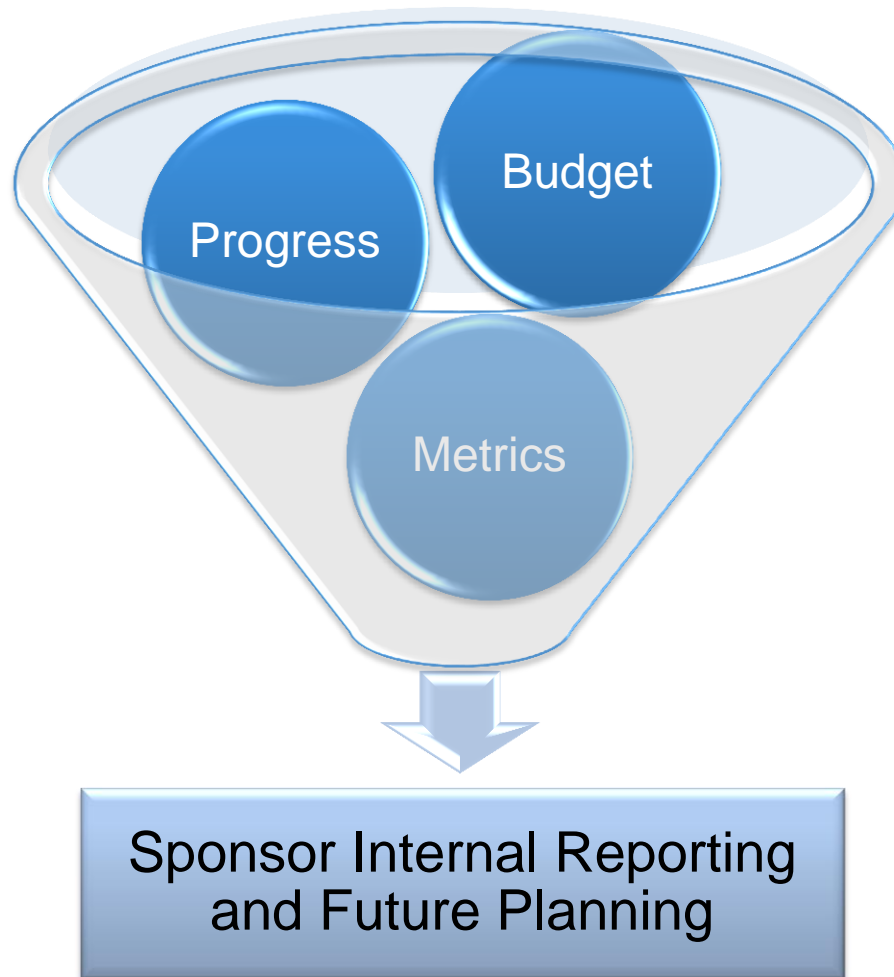 Budget
Progress
Metrics
Sponsor Internal Reporting
and Future Planning